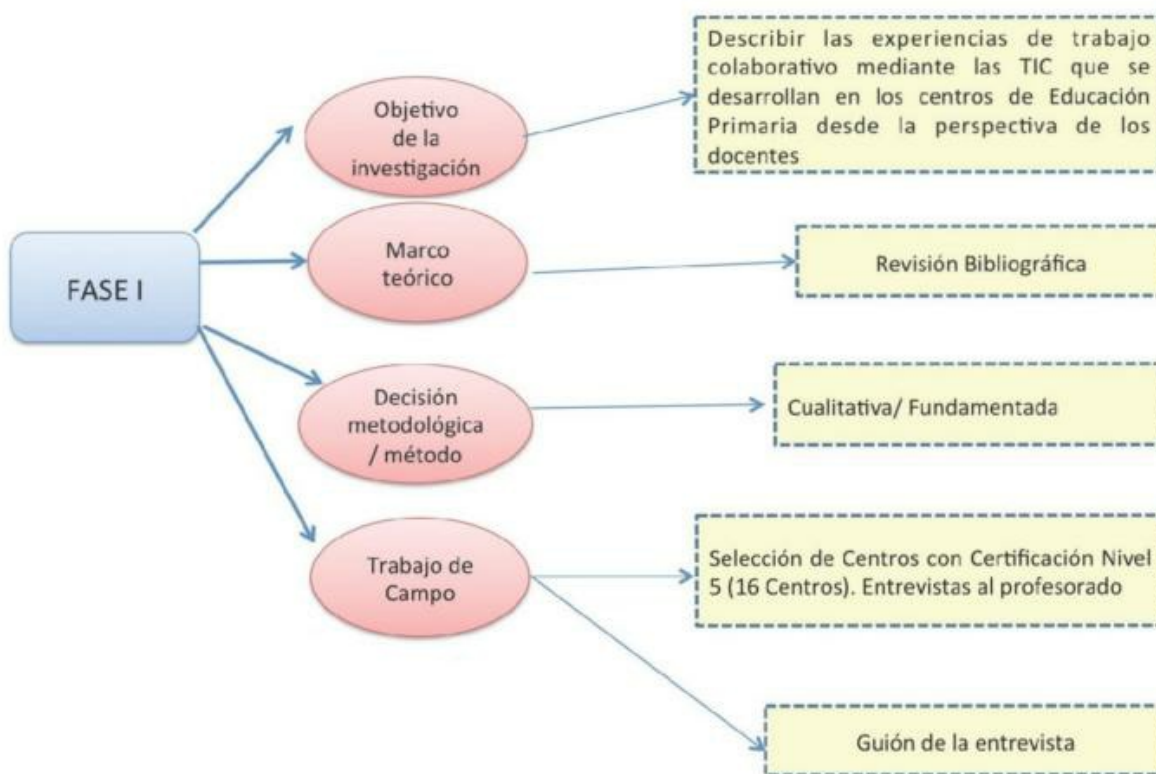 Describir las experiencias de trabajo
colaborativo mediante las TIC que se
desarrollan en los centros de Educación
Primaria desde la perspectiva de los
docentes
Objetivo
de la
investigación
Marco
teórico
Revisión Bibliográfica
FASE I
Decisión
metodológica
/ método
Cualitativa/ Fundamentada
Trabajo de
Campo
Selección de Centros con Certificación Nivel
5 (16 Centros). Entrevistas al profesorado
Guión de la entrevista